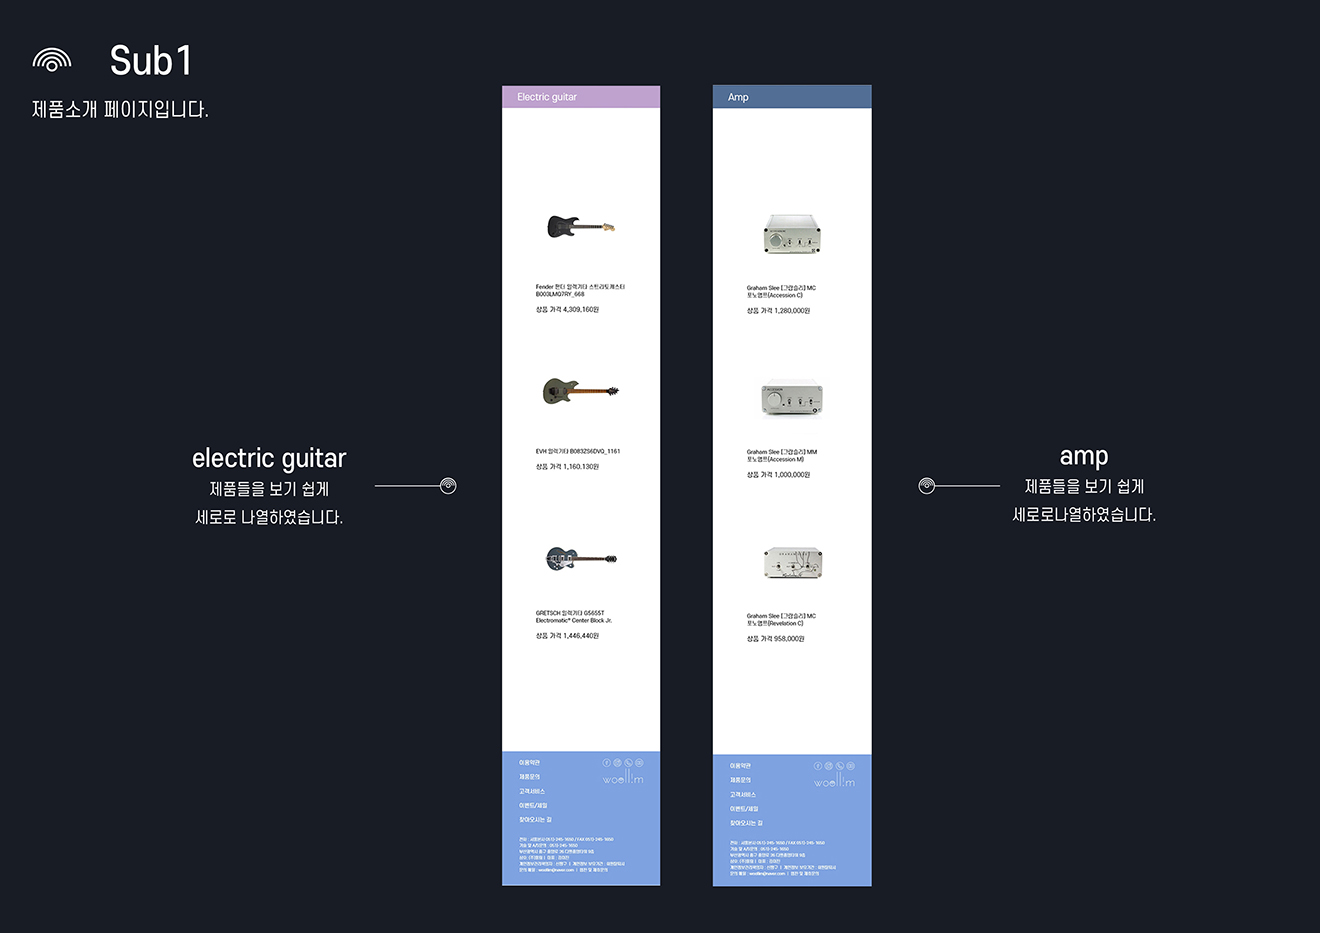 Sub1
제품소개 페이지입니다.
electric guitar
제품들을 보기 쉽게
세로로 나열하였습니다.
Electric guitar
Fender 펜더 일렉기타 스트라토캐스터
B003LMQ7RY_668
상품 가격 4,309,160원
EVH 일렉기타 B083ZS6DVQ_1161
상품 가격 1,160.130원
GRETSCH 일렉기타 G5655T
Electromatic® Center Block Jr.
상품 가격 1,446,440원
이용약관
제품문의
고객서비스
이벤트/세일
찾아오시는 길
woellim
Amp
Graham Slee [그라함슬리] MC
포노앰프(Accession C)
상품 가격 1,280,000원
Graham Slee [그라함슬리] MM
포노앰프(Accession M)
상품 가격 1,000,000원
Graham Slee [그라함슬리] MC
포노앰프(Revelation C)
상품 가격 958,000원
이용약관
제품문의
고객서비스
이벤트/세일
찾아오시는 길
woellim
amp
제품들을 보기 쉽게
세로로나열하였습니다.